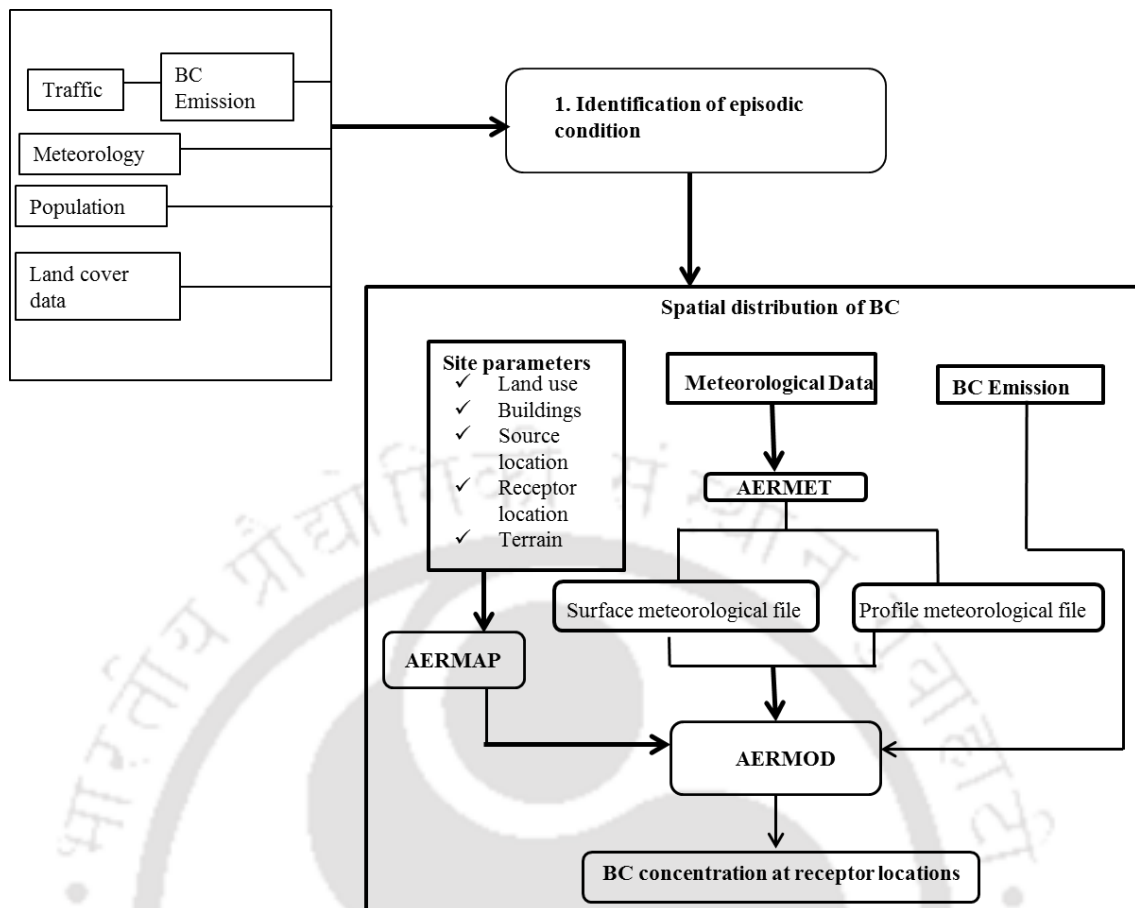 Traffic
BC
Emission
Meteorology
Population
Land cover
data
1. Identification of episodic
condition
Spatial distribution of BC
Site parameters
✓ Land use
✓ Buildings
✓ Source
location
✓ Receptor
location
✓ Terrain
Meteorological Data
BC Emission
AERMET
Surface meteorological file
Profile meteorological file
AERMAP
AERMOD
BC concentration at receptor locations
भारतीय प्रौद्योगिकी संस्थान गुवाहाटी